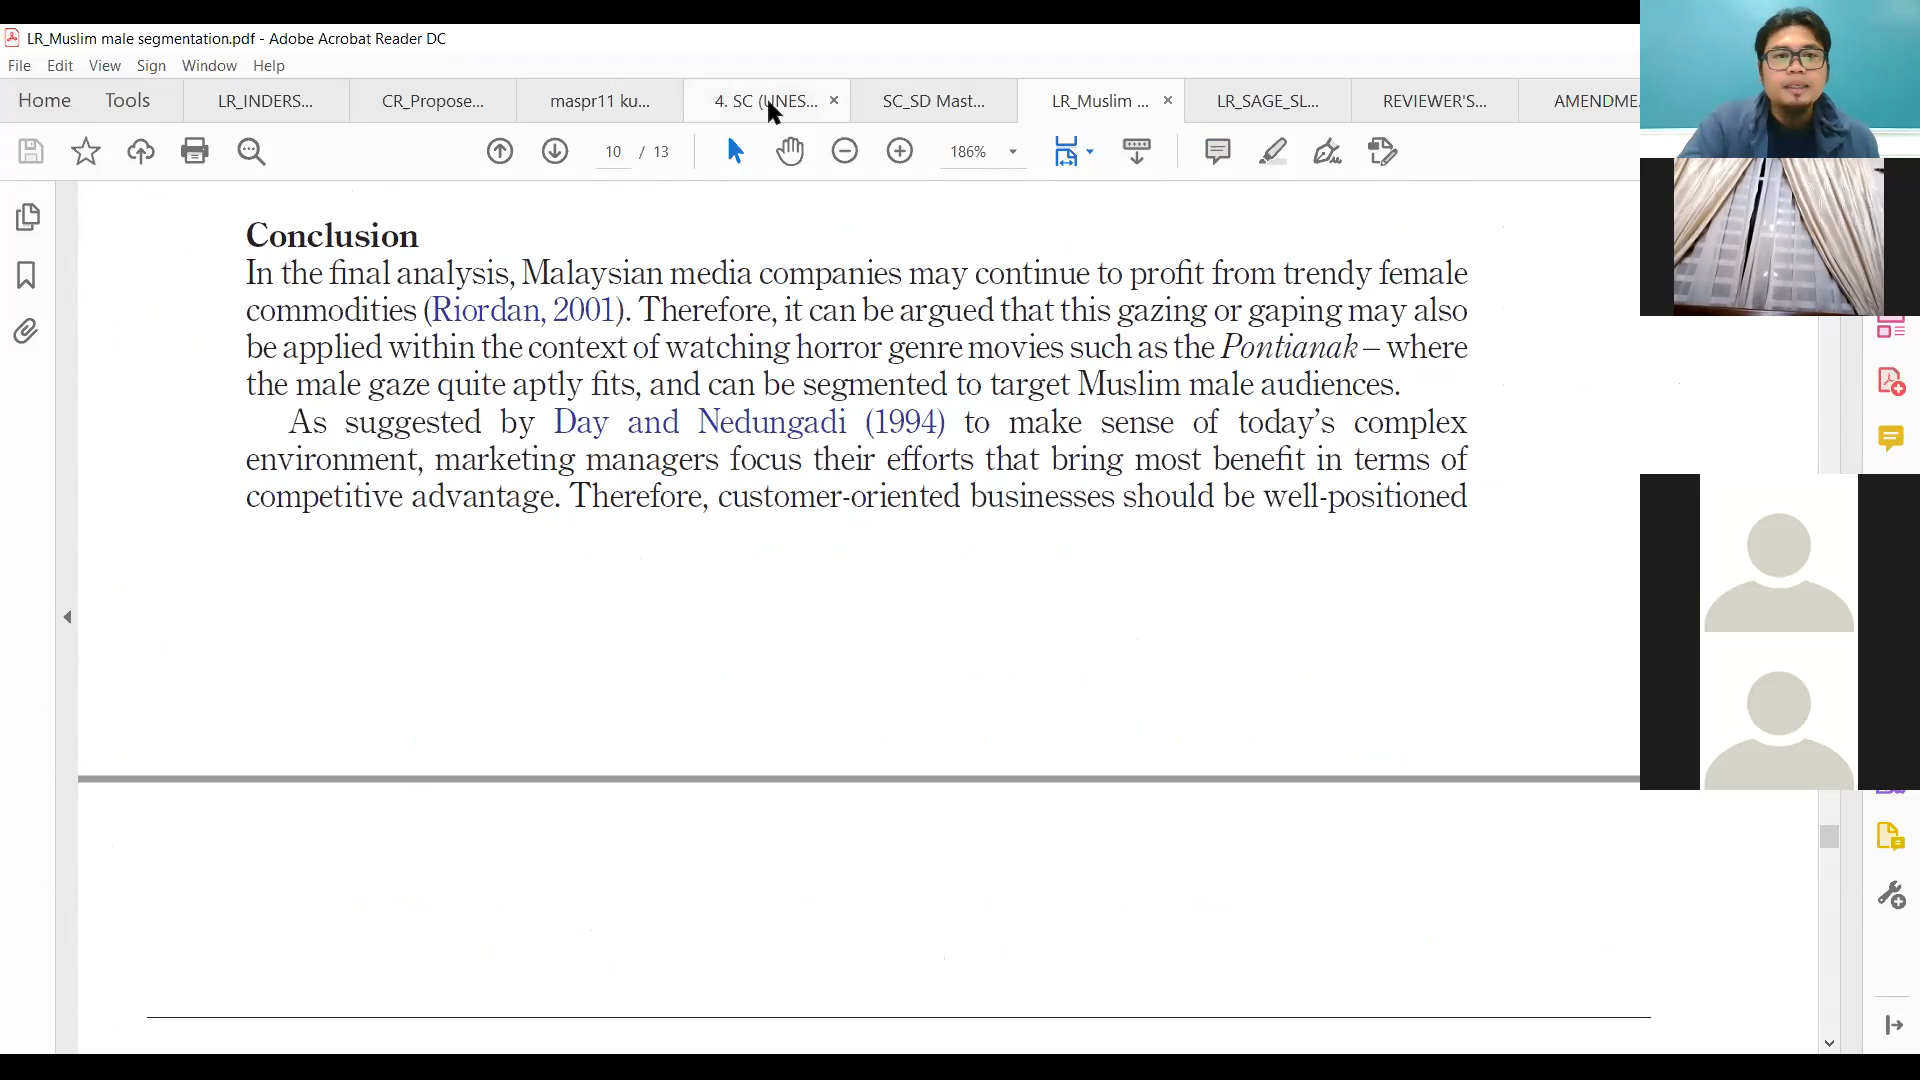 LR_Muslim male segmentation.pdf - Adobe Acrobat Reader DC
File Edit View Sign Window Help
Home Tools LR_INDERS... CR_Propose... maspr11 ku... 4. SC (UNES... SC_SD Mast... LR_Muslim ... LR_SAGE_SL... REVIEWER'S... AMENDME.
10 / 13 186%
Conclusion
In the final analysis, Malaysian media companies may continue to profit from trendy female
commodities (Riordan, 2001). Therefore, it can be argued that this gazing or gaping may also
be applied within the context of watching horror genre movies such as the Pontianak – where
the male gaze quite aptly fits, and can be segmented to target Muslim male audiences.
As suggested by Day and Nedungadi (1994) to make sense of today's complex
environment, marketing managers focus their efforts that bring most benefit in terms of
competitive advantage. Therefore, customer-oriented businesses should be well-positioned